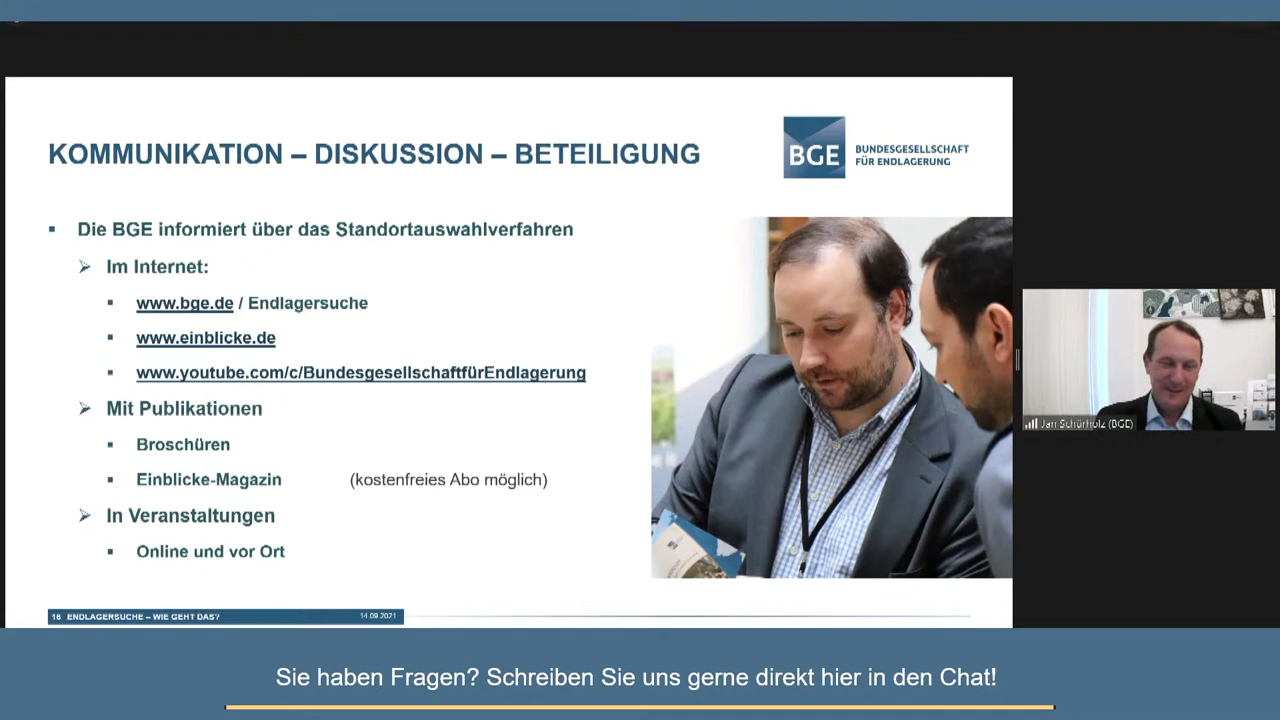 KOMMUNIKATION – DISKUSSION – BETEILIGUNG
BGE
BUNDESGESELLSCHAFT
FÜR ENDLAGERUNG
Die BGE informiert über das Standortauswahlverfahren
Im Internet:
www.bge.de / Endlagersuche
www.einblicke.de
www.youtube.com/c/BundesgesellschaftfürEndlagerung
Mit Publikationen
Broschüren
Einblicke-Magazin (kostenfreies Abo möglich)
In Veranstaltungen
Online und vor Ort
Jan Schürholz (BGE)
16 ENDLAGERSUCHE – WIE GEHT DAS? 14.09.2021
Sie haben Fragen? Schreiben Sie uns gerne direkt hier in den Chat!